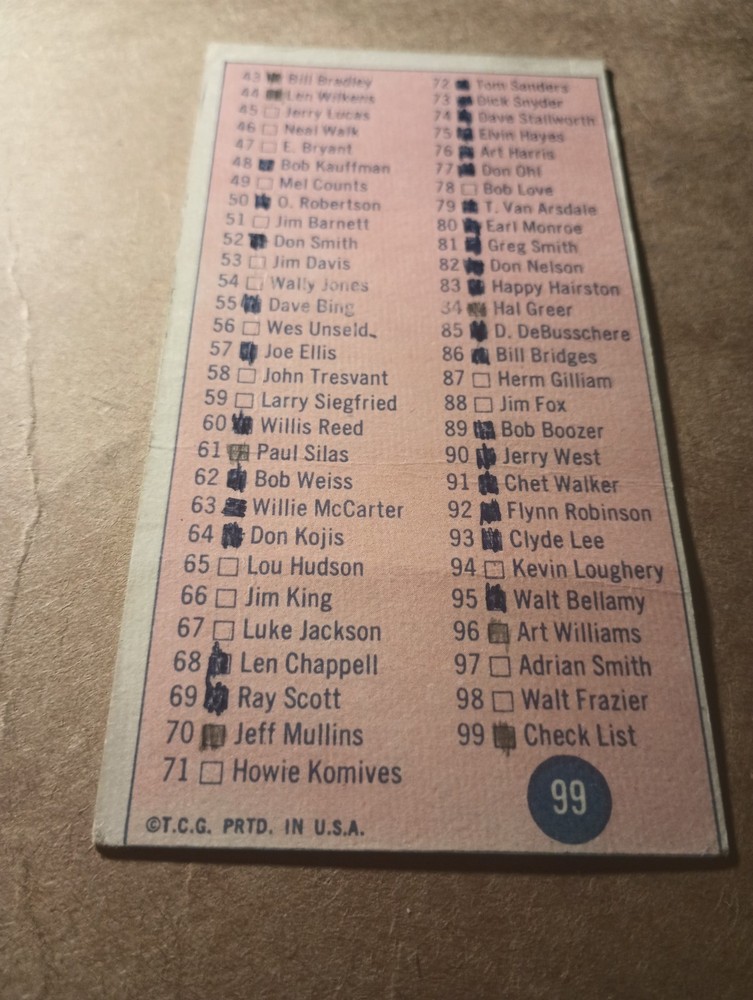 43 Bill Bradley
44 Len Wilkens
45 Jerry Lucas
46 Neal Walk
47 E. Bryant
48 Bob Kauffman
49 Mel Counts
50 O. Robertson
51 Jim Barnett
52 Don Smith
53 Jim Davis
54 Wally Jones
55 Dave Bing
56 Wes Unseld
57 Joe Ellis
58 John Tresvant
59 Larry Siegfried
60 Willis Reed
61 Paul Silas
62 Bob Weiss
63 Willie McCarter
64 Don Kojis
65 Lou Hudson
66 Jim King
67 Luke Jackson
68 Len Chappell
69 Ray Scott
70 Jeff Mullins
71 Howie Komives
72 Tom Sanders
73 Dick Snyder
74 Dave Stallworth
75 Elvin Hayes
76 Art Harris
77 Don Ohl
78 Bob Love
79 T. Van Arsdale
80 Earl Monroe
81 Greg Smith
82 Don Nelson
83 Happy Hairston
84 Hal Greer
85 D. DeBusschere
86 Bill Bridges
87 Herm Gilliam
88 Jim Fox
89 Bob Boozer
90 Jerry West
91 Chet Walker
92 Flynn Robinson
93 Clyde Lee
94 Kevin Loughery
95 Walt Bellamy
96 Art Williams
97 Adrian Smith
98 Walt Frazier
99 Check List
99
©T.C.G. PRTD. IN U.S.A.